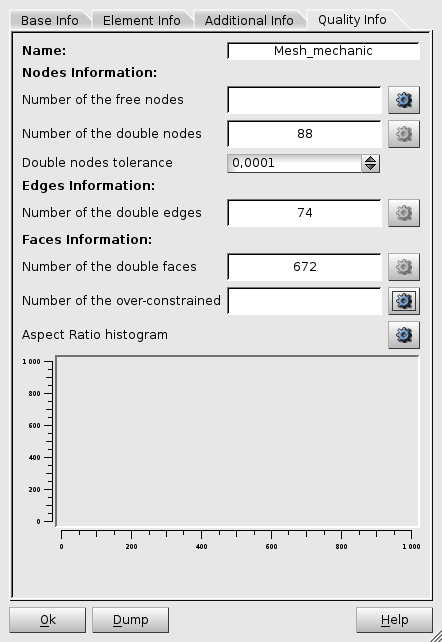 Base Info Element Info Additional Info Quality Info
Name: Mesh_mechanic
Nodes Information:
Number of the free nodes
Number of the double nodes 88
Double nodes tolerance 0,0001
Edges Information:
Number of the double edges 74
Faces Information:
Number of the double faces 672
Number of the over-constrained
Aspect Ratio histogram
1 000
800
600
400
200
0
0 200 400 600 800 1 000
Ok Dump Help